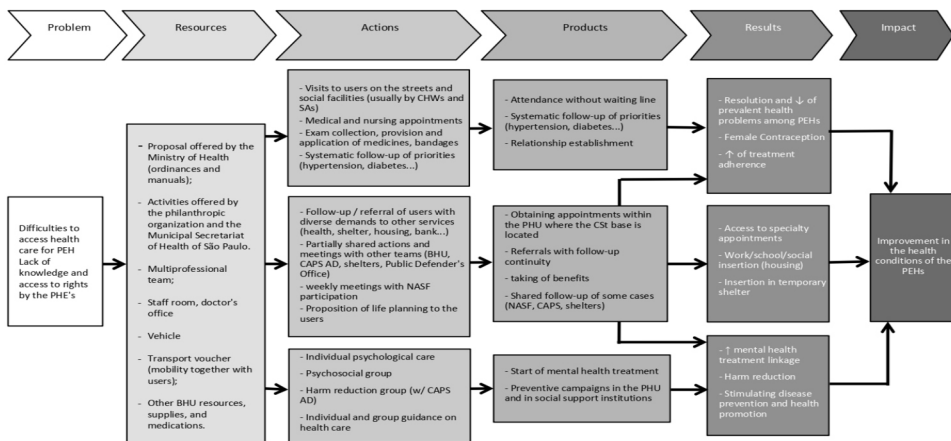 Problem
Resources
Actions
Products
Results
Impact
Difficulties to
access health
care for PEH
Lack of
knowledge and
access to rights
by the PHE's
- Proposal offered by the
Ministry of Health
(ordinances and
manuals);
- Activities offered by
the philanthropic
organization and the
Municipal Secretariat
of Health of São Paulo.
- Multiprofessional
team;
- Staff room, doctor's
office
- Vehicle
- Transport voucher
(mobility together with
users);
- Other BHU resources,
supplies, and
medications.
- Visits to users on the streets and
social facilities (usually by CHWs and
SAs)
- Medical and nursing appointments
- Exam collection, provision and
application of medicines, bandages
- Systematic follow-up of priorities
(hypertension, diabetes...)
- Follow-up / referral of users with
diverse demands to other services
(health, shelter, housing, bank...)
- Partially shared actions and
meetings with other teams (BHU,
CAPS AD, shelters, Public Defender's
Office)
- weekly meetings with NASF
participation
- Proposition of life planning to the
users
- Individual psychological care
- Psychosocial group
- Harm reduction group (w/ CAPS
AD)
- Individual and group guidance on
health care
- Attendance without waiting line
- Systematic follow-up of priorities
(hypertension, diabetes...)
- Relationship establishment
- Obtaining appointments within
the PHU where the CSt base is
located
- Referrals with follow-up
continuity
- taking of benefits
- Shared follow-up of some cases
(NASF, CAPS, shelters)
- Start of mental health treatment
- Preventive campaigns in the PHU
and in social support institutions
- Resolution and ↓ of
prevalent health
problems among PEHs
- Female Contraception
- ↑ of treatment
adherence
- Access to specialty
appointments
- Work/school/social
insertion (housing)
- Insertion in temporary
shelter
- ↑ mental health
treatment linkage
- Harm reduction
- Stimulating disease
prevention and health
promotion
Improvement in
the health
conditions of the
PEHs